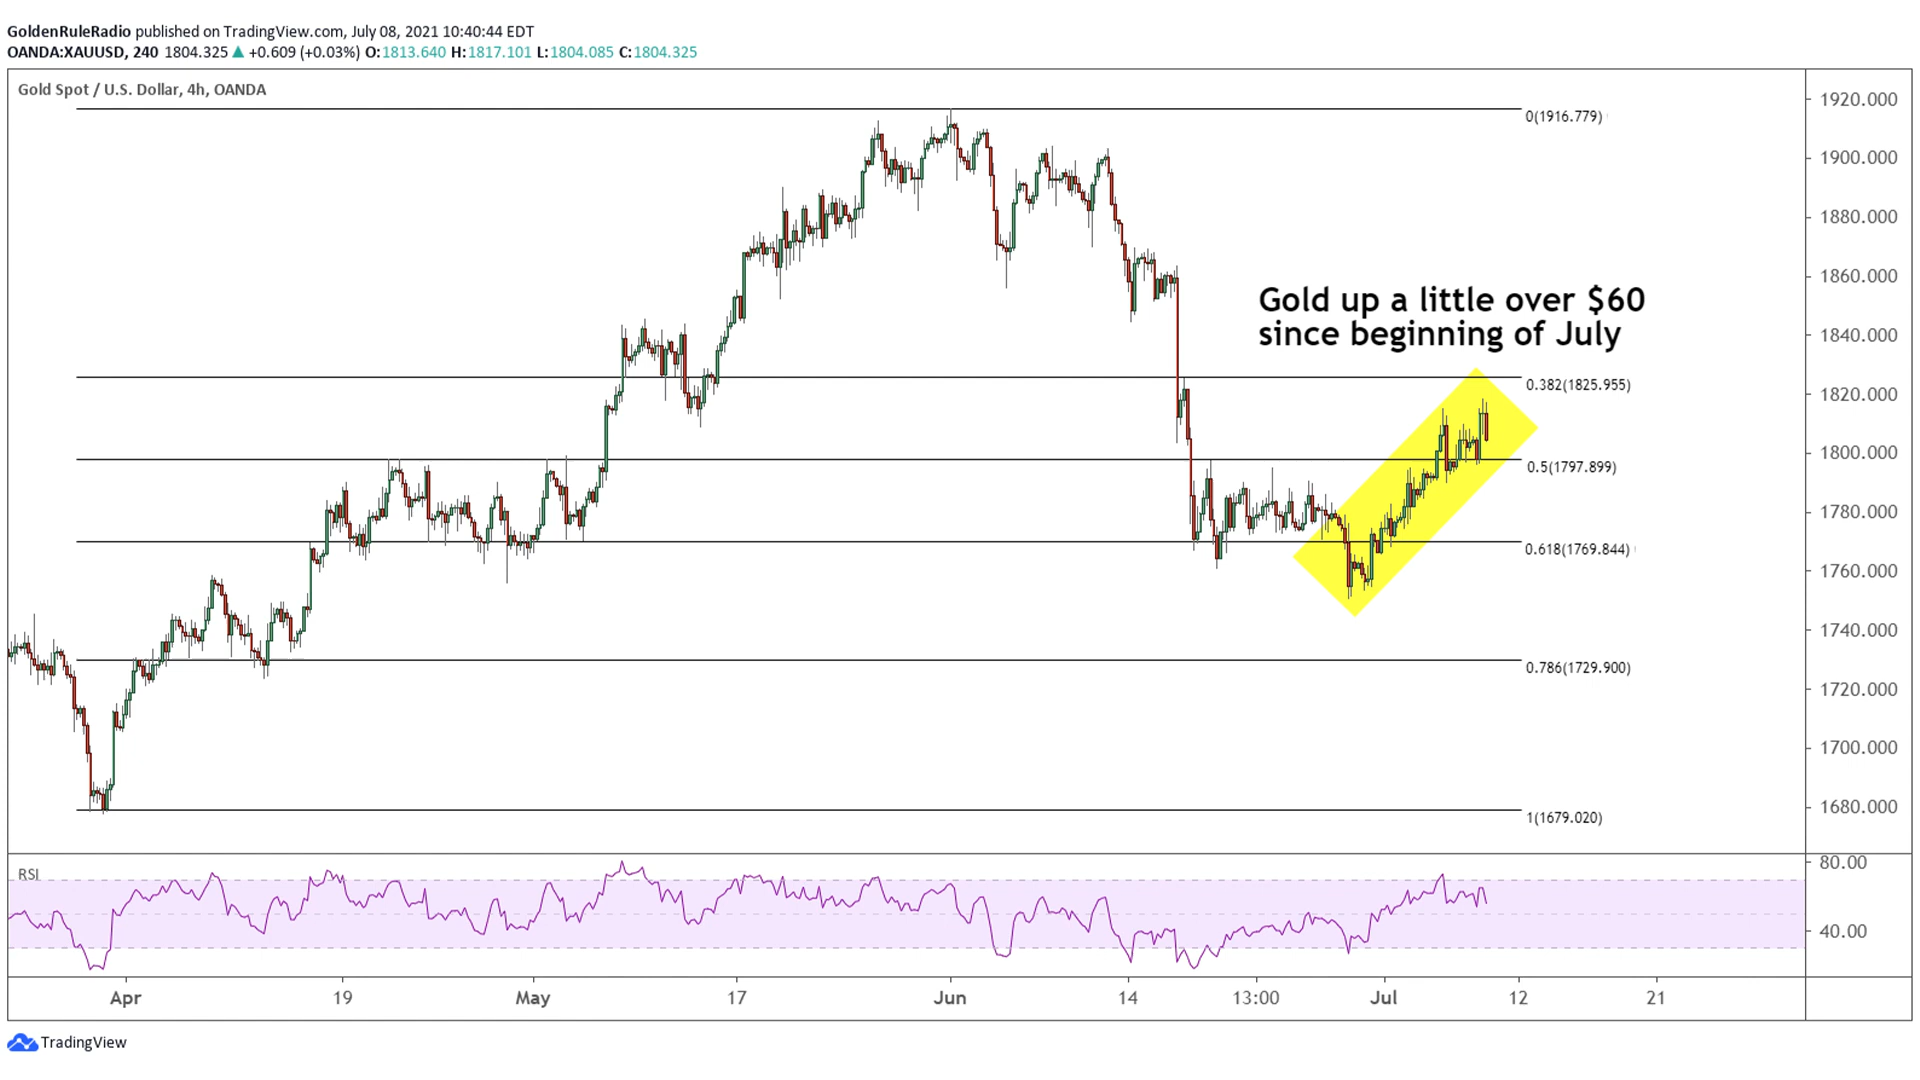 GoldenRuleRadio published on TradingView.com, July 08, 2021 10:40:44 EDT
OANDA:XAUUSD, 240 1804.325 ▲ +0.609 (+0.03%) O:1813.640 H:1817.101 L:1804.085 C:1804.325
Gold Spot / U.S. Dollar, 4h, OANDA
1920.000
0(1916.779)
1900.000
1880.000
1860.000
Gold up a little over $60
since beginning of July
1840.000
0.382(1825.955)
1820.000
1800.000
0.5(1797.899)
1780.000
0.618(1769.844)
1760.000
1740.000
0.786(1729.900)
1720.000
1700.000
1680.000
1(1679.020)
RSI
80.00
40.00
Apr 19 May 17 Jun 14 13:00 Jul 12 21
TradingView